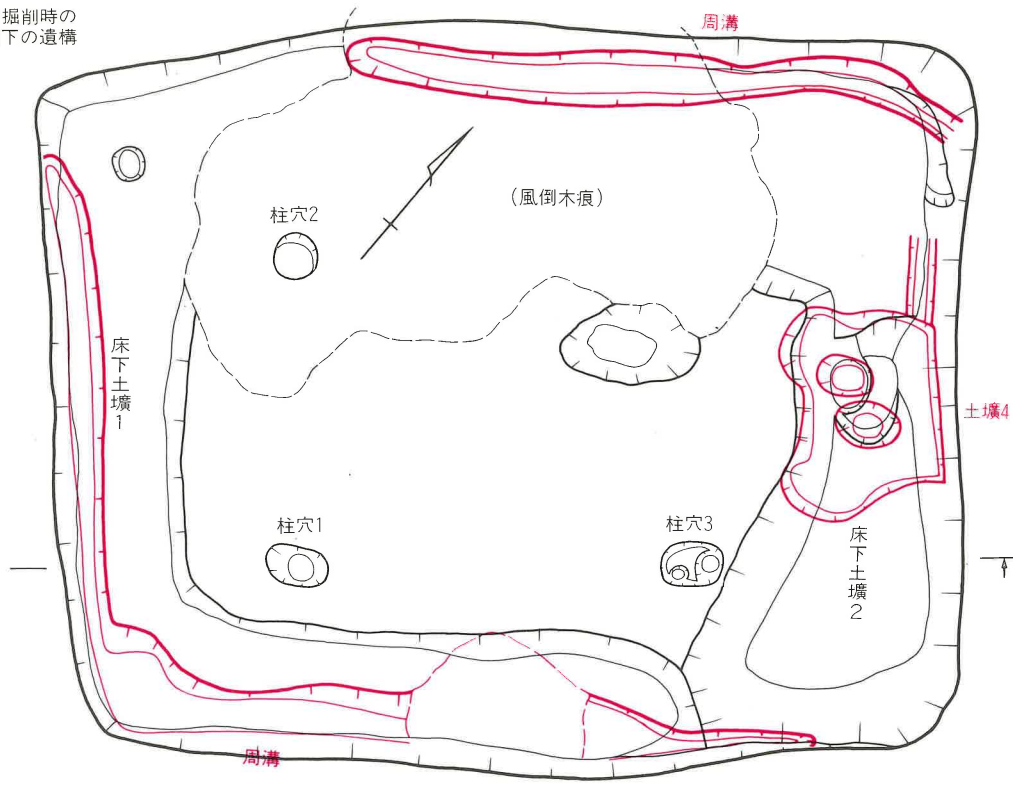 掘削時の
下の遺構
周溝
(風倒木痕)
柱穴2
床下土壙1
土壙4
柱穴1
柱穴3
床下土壙2
周溝